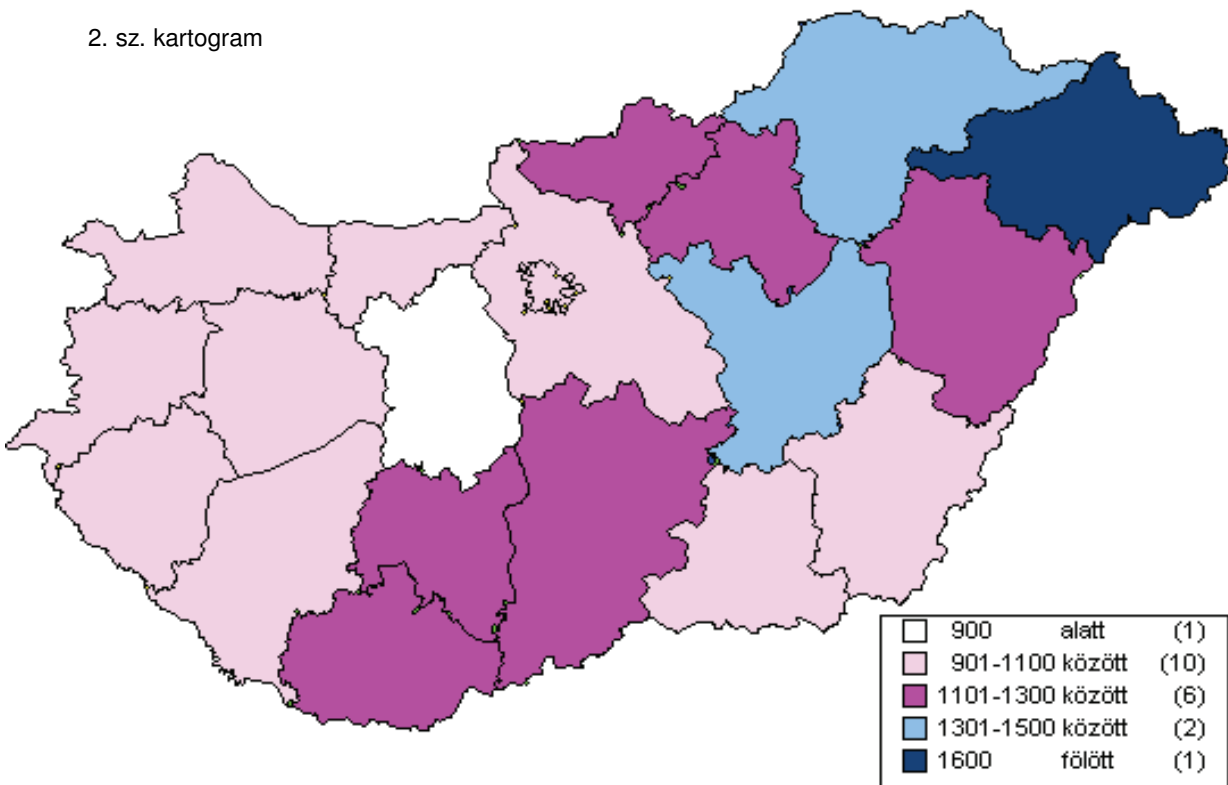 2. sz. kartogram
900 alatt (1)
901-1100 között (10)
1101-1300 között (6)
1301-1500 között (2)
1600 fölött (1)